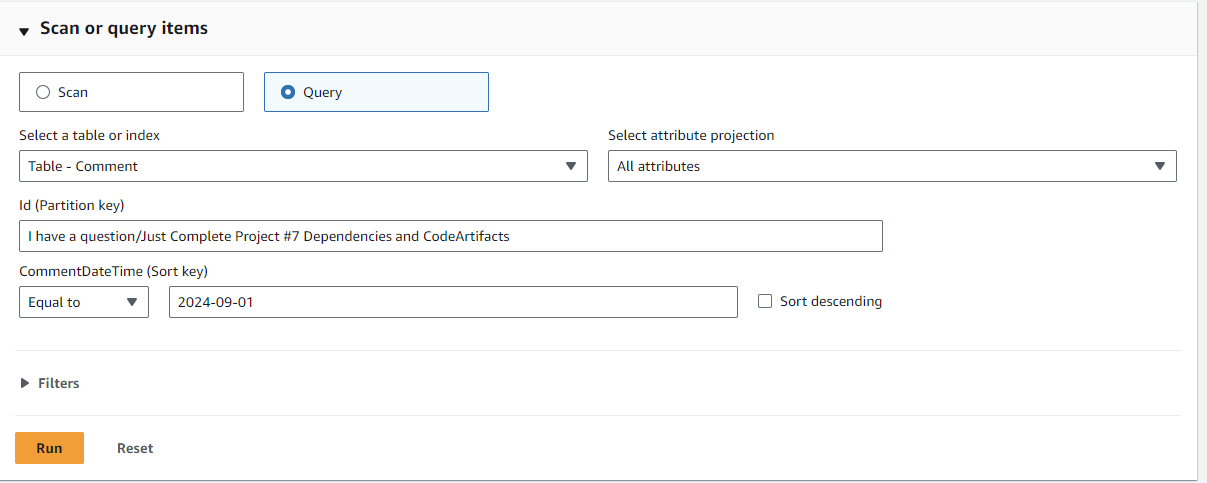 Scan or query items
Scan
Query
Select a table or index
Select attribute projection
Table - Comment
All attributes
Id (Partition key)
I have a question/Just Complete Project #7 Dependencies and CodeArtifacts
CommentDateTime (Sort key)
Equal to
2024-09-01
Sort descending
Filters
Run
Reset